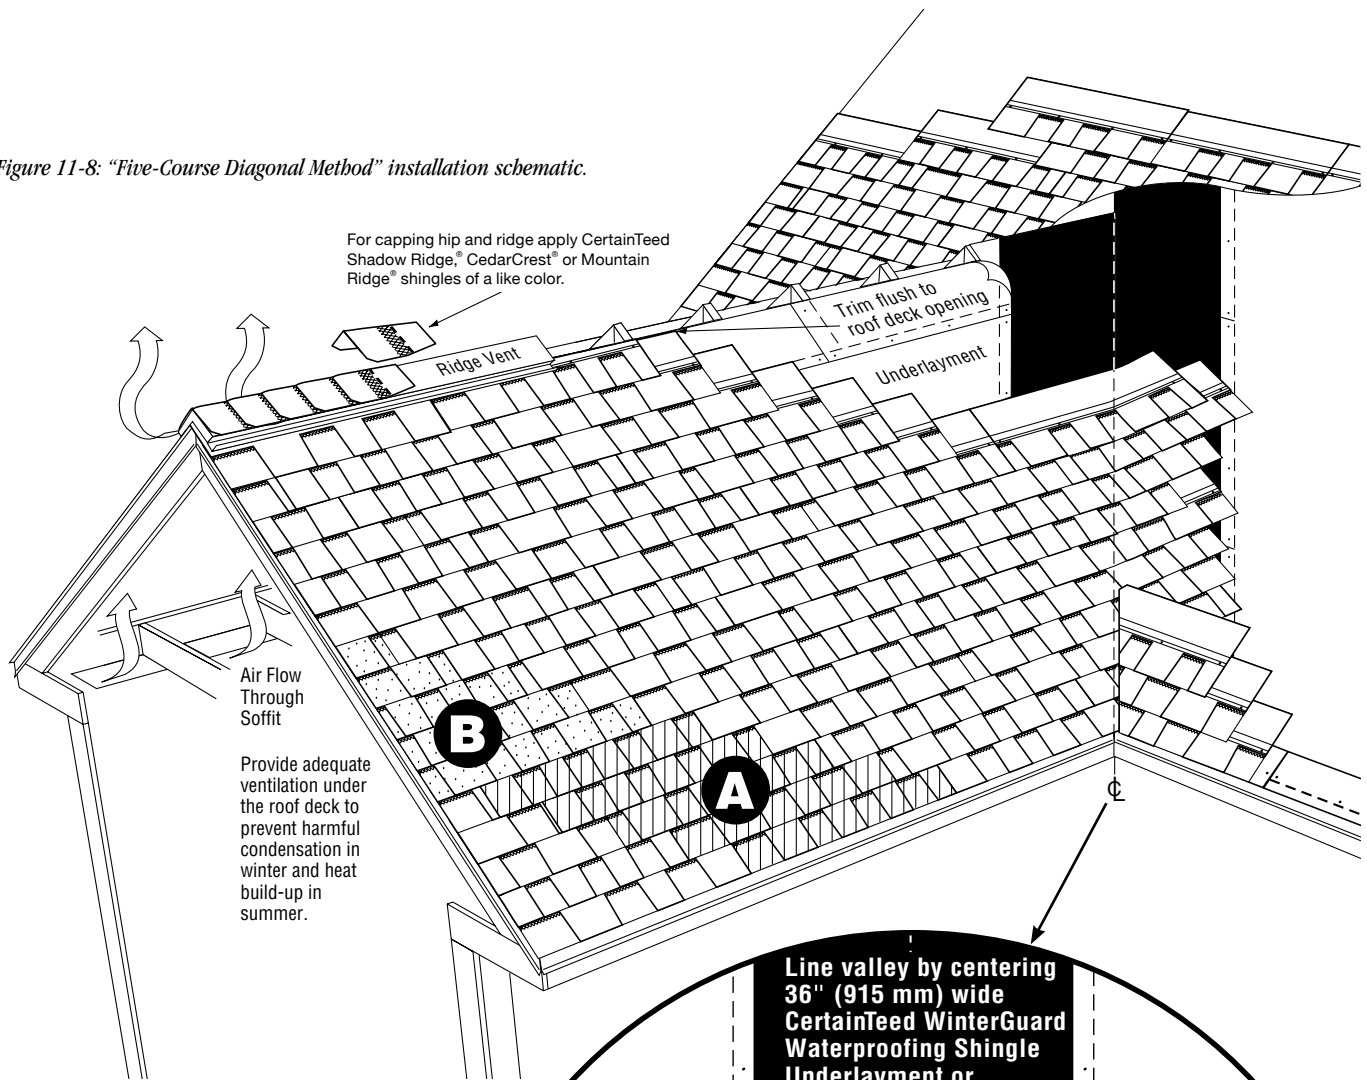 Figure 11-8: “Five-Course Diagonal Method” installation schematic.
For capping hip and ridge apply CertainTeed
Shadow Ridge,® CedarCrest® or Mountain
Ridge® shingles of a like color.
Trim flush to
roof deck opening
Ridge Vent
Underlayment
Air Flow
Through
Soffit
B
A
Provide adequate
ventilation under
the roof deck to
prevent harmful
condensation in
winter and heat
build-up in
summer.
℄
Line valley by centering
36" (915 mm) wide
CertainTeed WinterGuard
Waterproofing Shingle
Underlayment or